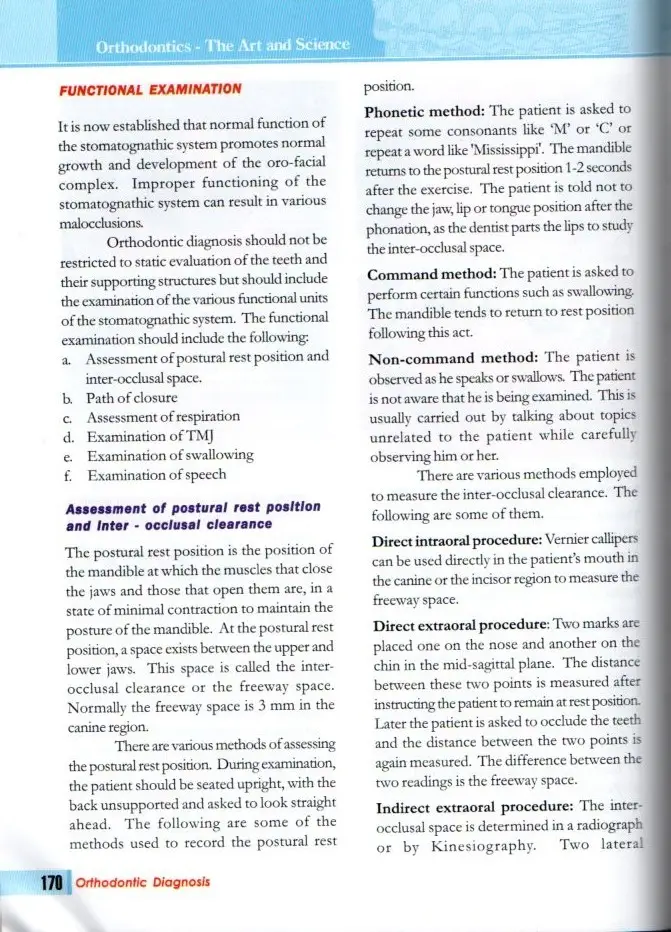 Orthodontics - The Art and Science
FUNCTIONAL EXAMINATION
It is now established that normal function of
the stomatognathic system promotes normal
growth and development of the oro-facial
complex. Improper functioning of the
stomatognathic system can result in various
malocclusions.
Orthodontic diagnosis should not be
restricted to static evaluation of the teeth and
their supporting structures but should include
the examination of the various functional units
of the stomatognathic system. The functional
examination should include the following:
a. Assessment of postural rest position and
inter-occlusal space.
b. Path of closure
c. Assessment of respiration
d. Examination of TMJ
e. Examination of swallowing
f. Examination of speech
Assessment of postural rest position
and Inter - occlusal clearance
The postural rest position is the position of
the mandible at which the muscles that close
the jaws and those that open them are, in a
state of minimal contraction to maintain the
posture of the mandible. At the postural rest
position, a space exists between the upper and
lower jaws. This space is called the inter-
occlusal clearance or the freeway space.
Normally the freeway space is 3 mm in the
canine region.
There are various methods of assessing
the postural rest position. During examination,
the patient should be seated upright, with the
back unsupported and asked to look straight
ahead. The following are some of the
methods used to record the postural rest
position.
Phonetic method: The patient is asked to
repeat some consonants like 'M' or 'C' or
repeat a word like 'Mississippi'. The mandible
returns to the postural rest position 1-2 seconds
after the exercise. The patient is told not to
change the jaw, lip or tongue position after the
phonation, as the dentist parts the lips to study
the inter-occlusal space.
Command method: The patient is asked to
perform certain functions such as swallowing.
The mandible tends to return to rest position
following this act.
Non-command method: The patient is
observed as he speaks or swallows. The patient
is not aware that he is being examined. This is
usually carried out by talking about topics
unrelated to the patient while carefully
observing him or her.
There are various methods employed
to measure the inter-occlusal clearance. The
following are some of them.
Direct intraoral procedure: Vernier callipers
can be used directly in the patient's mouth in
the canine or the incisor region to measure the
freeway space.
Direct extraoral procedure: Two marks are
placed one on the nose and another on the
chin in the mid-sagittal plane. The distance
between these two points is measured after
instructing the patient to remain at rest position.
Later the patient is asked to occlude the teeth
and the distance between the two points is
again measured. The difference between the
two readings is the freeway space.
Indirect extraoral procedure: The inter-
occlusal space is determined in a radiograph
or by Kinesiography. Two lateral
170 Orthodontic Diagnosis